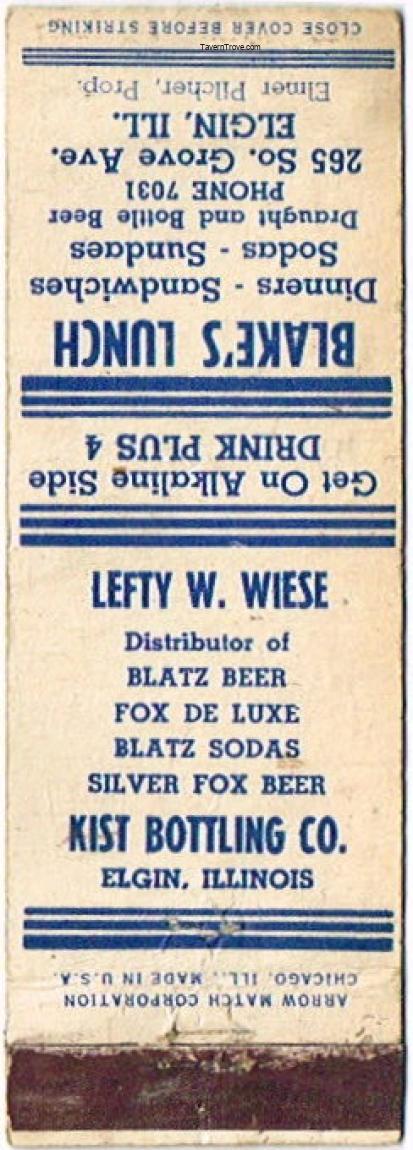 CLOSE COVER BEFORE STRIKING
TavernTrove.com
BLAKE'S LUNCH
Dinners - Sandwiches
Sodas - Sundaes
Draught and Bottle Beer
PHONE 7031
265 So. Grove Ave.
ELGIN, ILL.
Elmer Pilcher, Prop.
Get On Alkaline Side
DRINK PLUS 4
LEFTY W. WIESE
Distributor of
BLATZ BEER
FOX DE LUXE
BLATZ SODAS
SILVER FOX BEER
KIST BOTTLING CO.
ELGIN, ILLINOIS
ARROW MATCH CORPORATION
CHICAGO, ILL., MADE IN U.S.A.